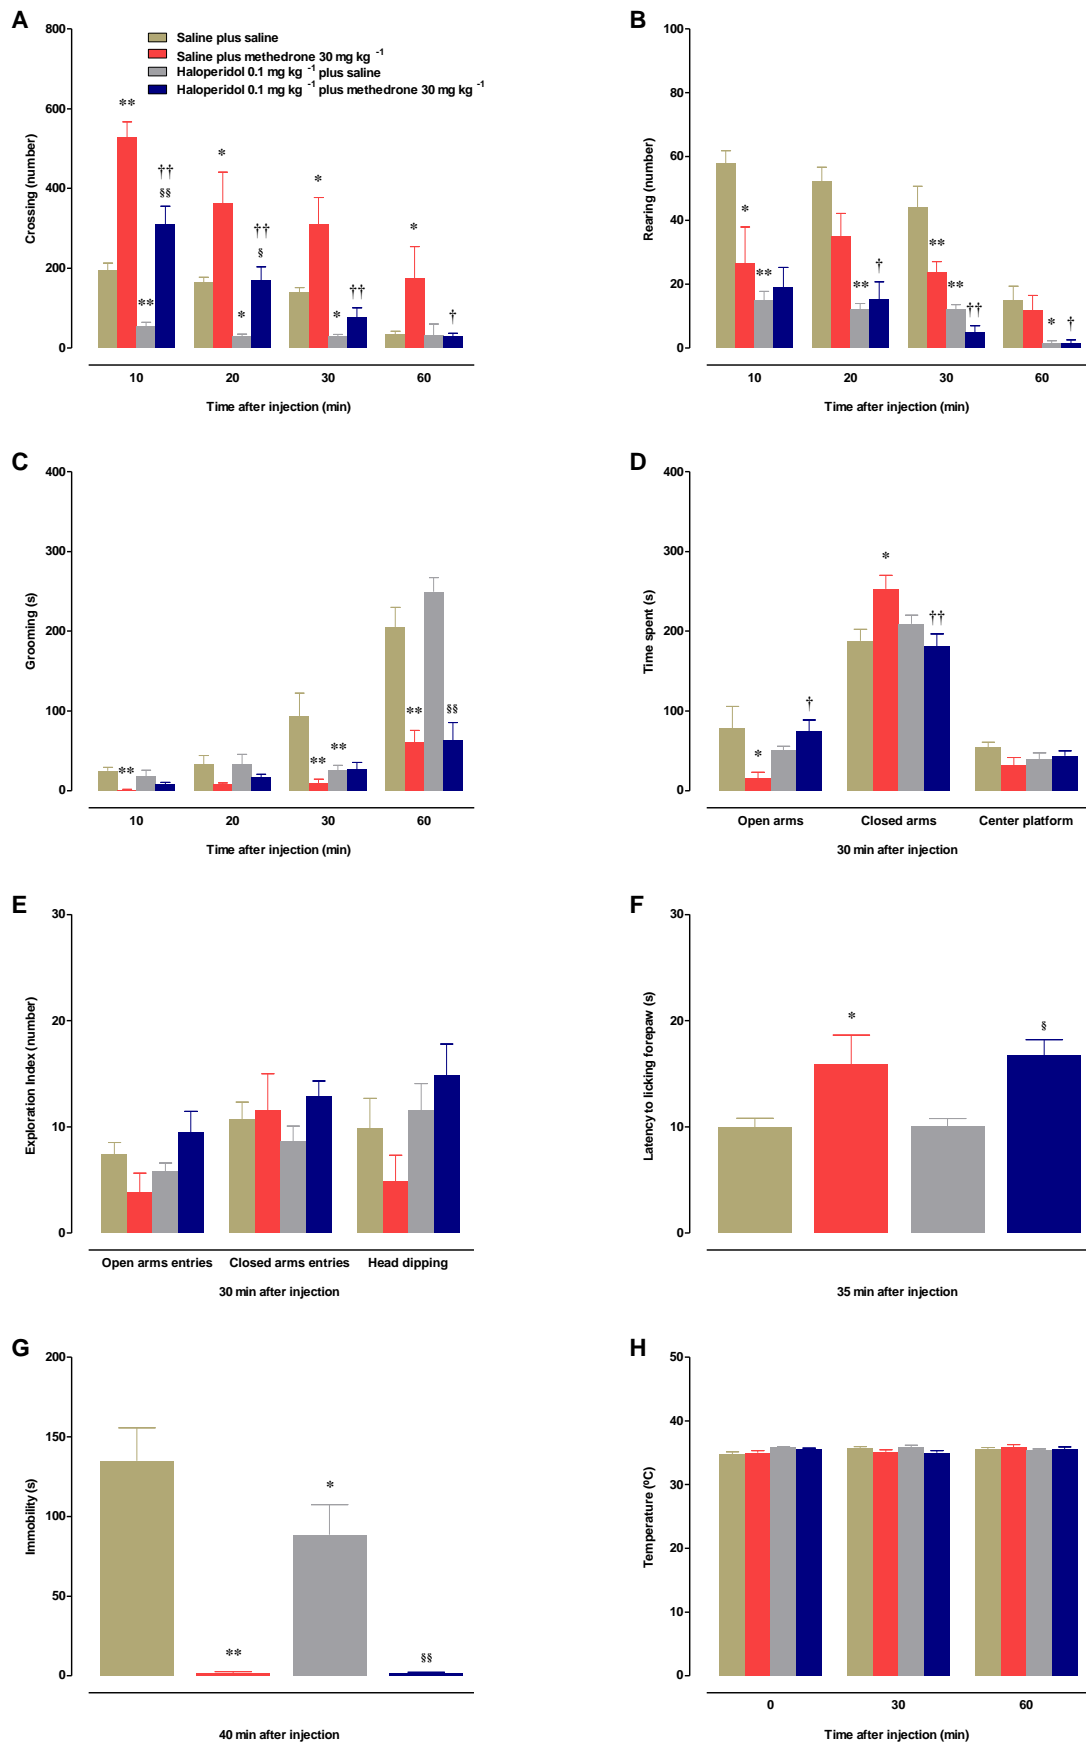 A
800
600
400
200
0
Crossing (number)
Saline plus saline
Saline plus methedrone 30 mg kg ⁻¹
Haloperidol 0.1 mg kg ⁻¹ plus saline
Haloperidol 0.1 mg kg ⁻¹ plus methedrone 30 mg kg ⁻¹
**
**
††
§§
*
*
††
§
*
*
††
*
†
10 20 30 60
Time after injection (min)
B
100
80
60
40
20
0
Rearing (number)
*
**
**
†
**
**
††
*
†
10 20 30 60
Time after injection (min)
C
400
300
200
100
0
Grooming (s)
**
**
**
**
§§
10 20 30 60
Time after injection (min)
D
400
300
200
100
0
Time spent (s)
*
†
*
††
Open arms Closed arms Center platform
30 min after injection
E
30
20
10
0
Exploration Index (number)
Open arms entries Closed arms entries Head dipping
30 min after injection
F
30
20
10
0
Latency to licking forepaw (s)
*
§
35 min after injection
G
200
150
100
50
0
Immobility (s)
**
*
§§
40 min after injection
H
50
40
30
20
10
0
Temperature (ºC)
0 30 60
Time after injection (min)